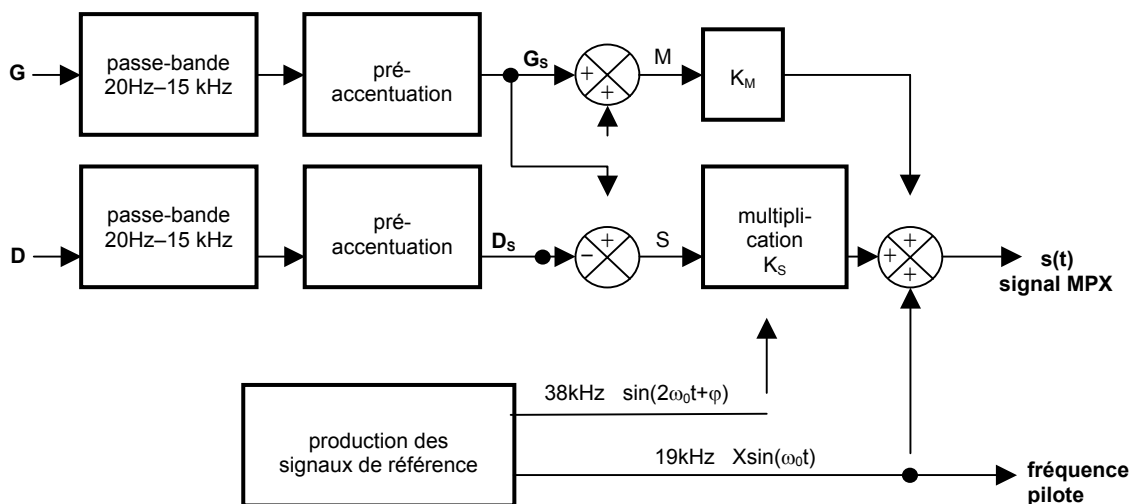 G
passe-bande
20Hz–15 kHz
pré-
accentuation
Gs
+
+
M
KM
D
passe-bande
20Hz–15 kHz
pré-
accentuation
Ds
+
−
S
multipli-
cation
KS
+
+
+
s(t)
signal MPX
38kHz sin(2ω0t+φ)
production des
signaux de référence
19kHz Xsin(ω0t)
fréquence
pilote